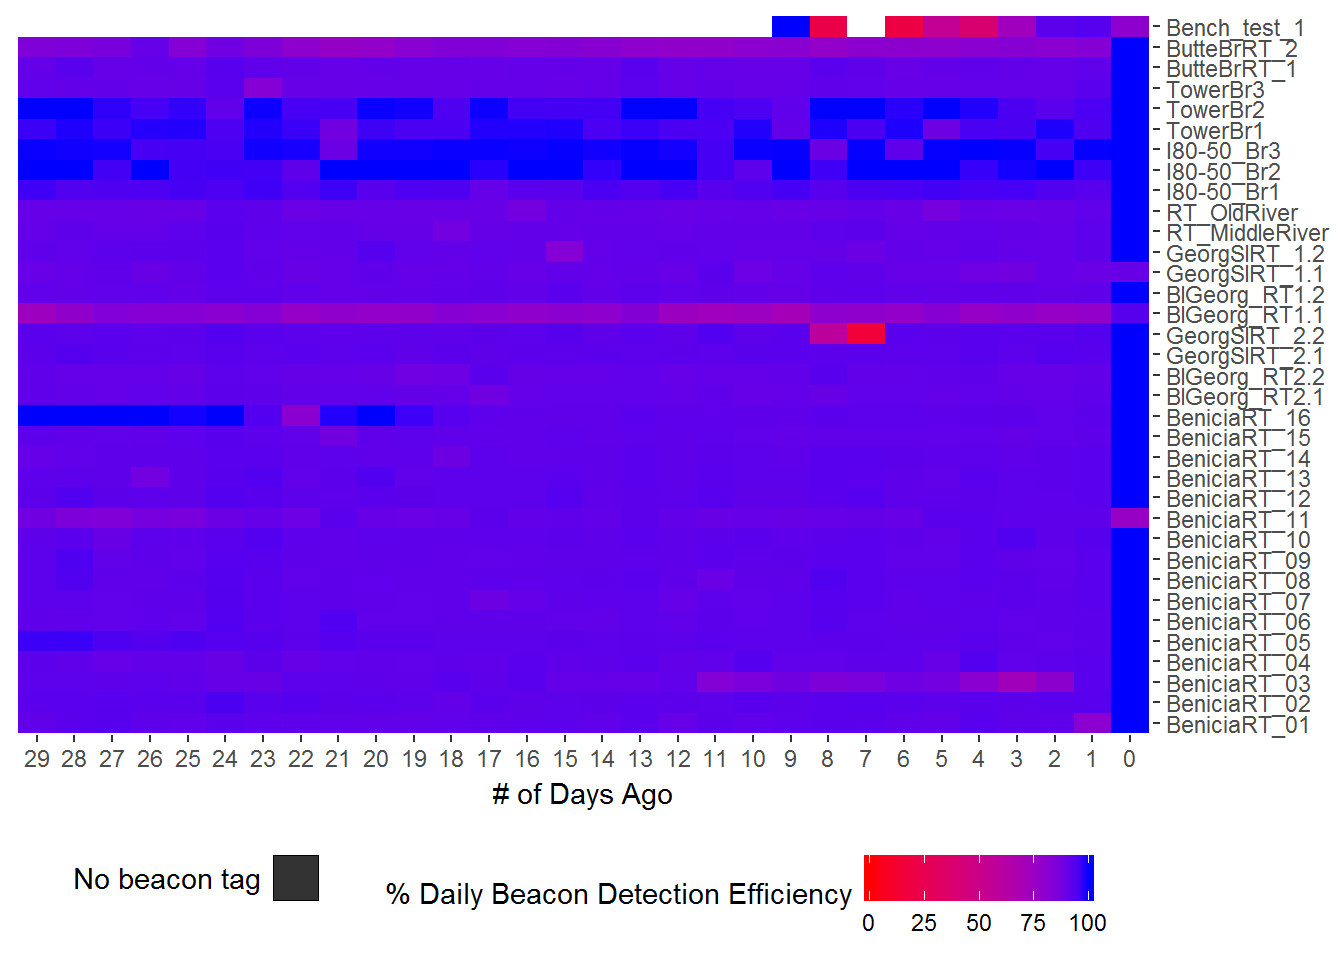 Bench_test_1
ButteBrRT_2
ButteBrRT_1
TowerBr3
TowerBr2
TowerBr1
I80-50_Br3
I80-50_Br2
I80-50_Br1
RT_OldRiver
RT_MiddleRiver
GeorgSlRT_1.2
GeorgSlRT_1.1
BlGeorg_RT1.2
BlGeorg_RT1.1
GeorgSlRT_2.2
GeorgSlRT_2.1
BlGeorg_RT2.2
BlGeorg_RT2.1
BeniciaRT_16
BeniciaRT_15
BeniciaRT_14
BeniciaRT_13
BeniciaRT_12
BeniciaRT_11
BeniciaRT_10
BeniciaRT_09
BeniciaRT_08
BeniciaRT_07
BeniciaRT_06
BeniciaRT_05
BeniciaRT_04
BeniciaRT_03
BeniciaRT_02
BeniciaRT_01
29 28 27 26 25 24 23 22 21 20 19 18 17 16 15 14 13 12 11 10 9 8 7 6 5 4 3 2 1 0
# of Days Ago
No beacon tag
% Daily Beacon Detection Efficiency
0 25 50 75 100